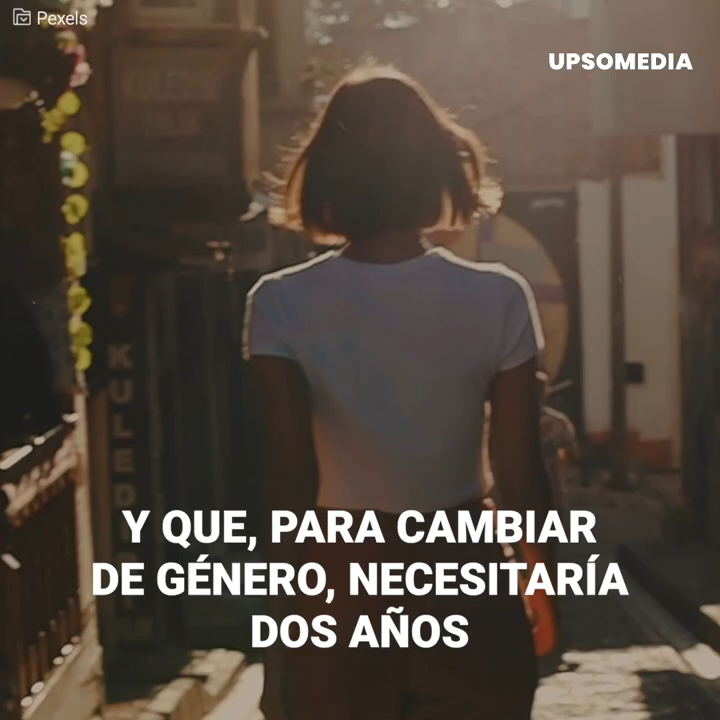 Pexels
UPSOMEDIA
Y QUE, PARA CAMBIAR
DE GÉNERO, NECESITARÍA
DOS AÑOS